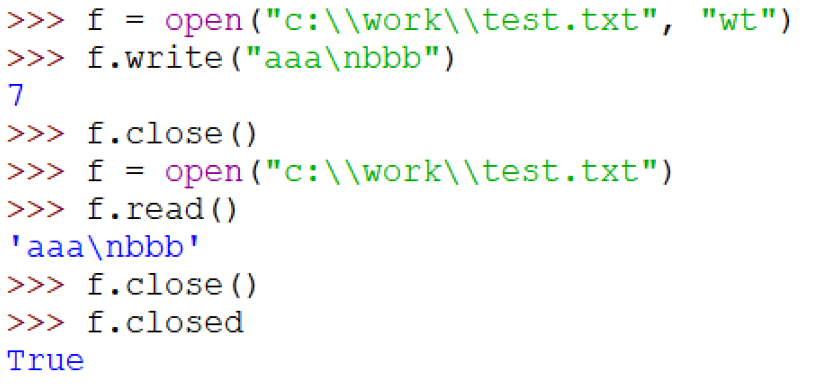 >>> f = open("c:\\work\\test.txt", "wt")
>>> f.write("aaa\nbbb")
7
>>> f.close()
>>> f = open("c:\\work\\test.txt")
>>> f.read()
'aaa\nbbb'
>>> f.close()
>>> f.closed
True